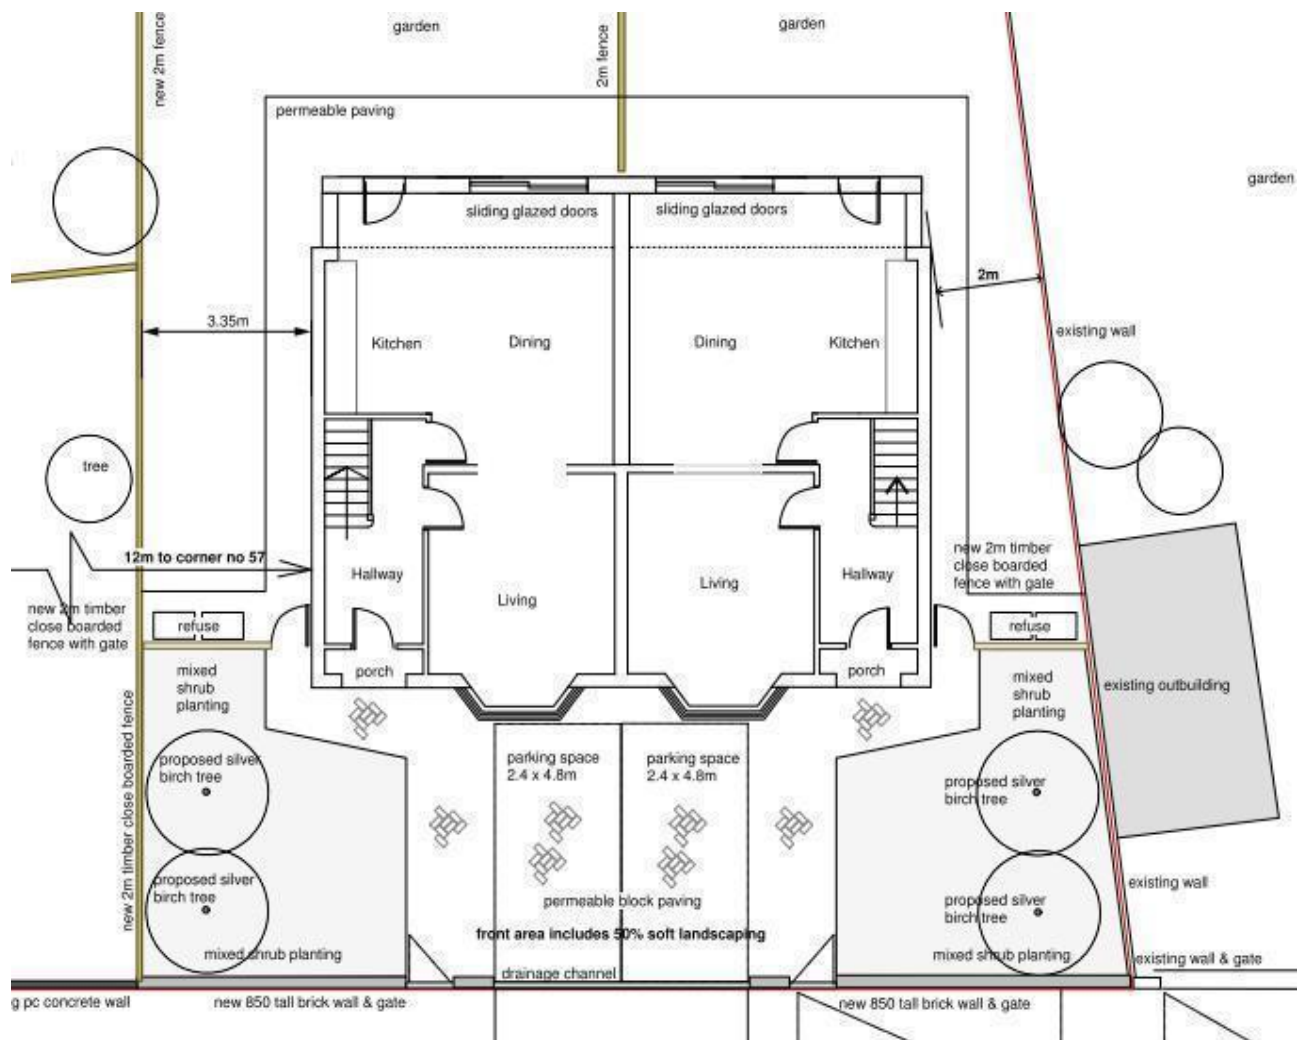 garden
garden
new 2m fence
2m fence
permeable paving
garden
sliding glazed doors
sliding glazed doors
2m
3.35m
Kitchen
Dining
Dining
Kitchen
existing wall
tree
12m to corner no 57
new 2m timber
close boarded
fence with gate
Hallway
Living
Living
Hallway
new 2m timber
close boarded
fence with gate
refuse
refuse
mixed
shrub
planting
porch
porch
mixed
shrub
planting
existing outbuilding
new 2m timber close boarded fence
proposed silver
birch tree
parking space
2.4 x 4.8m
parking space
2.4 x 4.8m
proposed silver
birch tree
proposed silver
birch tree
permeable block paving
proposed silver
birch tree
existing wall
front area includes 50% soft landscaping
mixed shrub planting
mixed shrub planting
existing wall & gate
drainage channel
g pc concrete wall
new 850 tall brick wall & gate
new 850 tall brick wall & gate